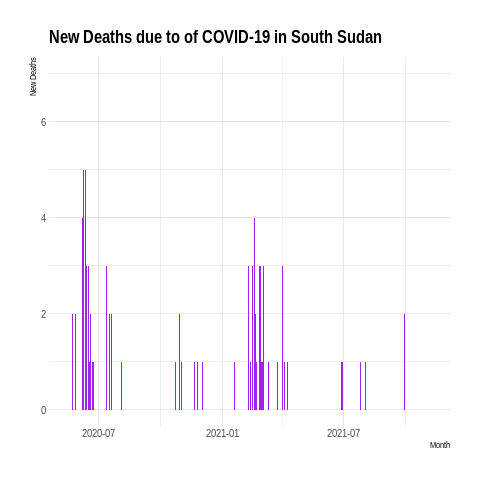 New Deaths due to of COVID-19 in South Sudan
New Deaths
6
4
2
0
2020-07 2021-01 2021-07
Month